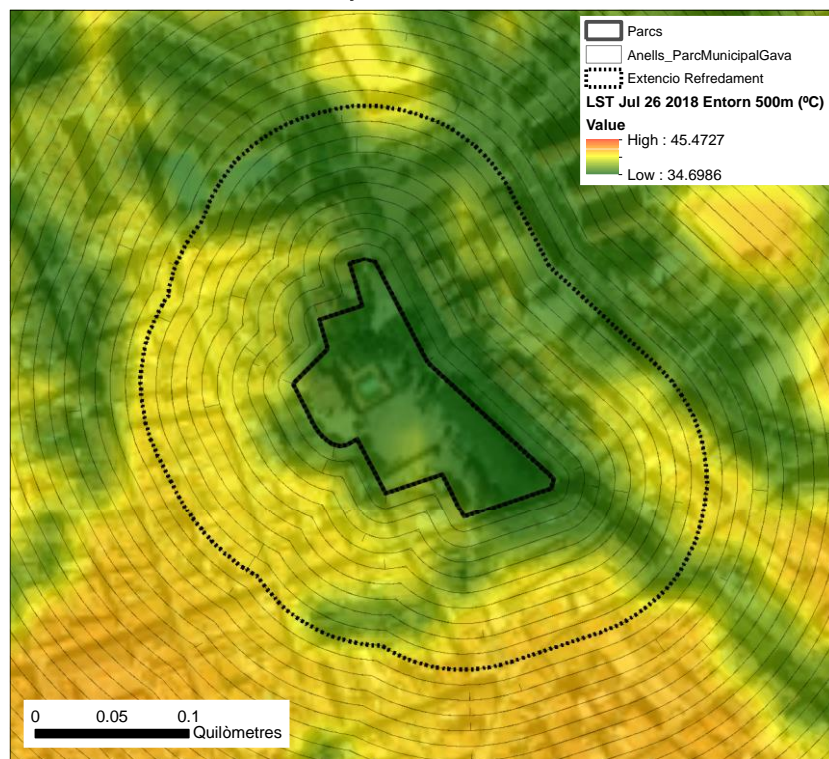 Parcs
Anells_ParcMunicipalGava
Extencio Refredament
LST Jul 26 2018 Entorn 500m (ºC)
Value
High : 45.4727
Low : 34.6986
0 0.05 0.1
Quilòmetres